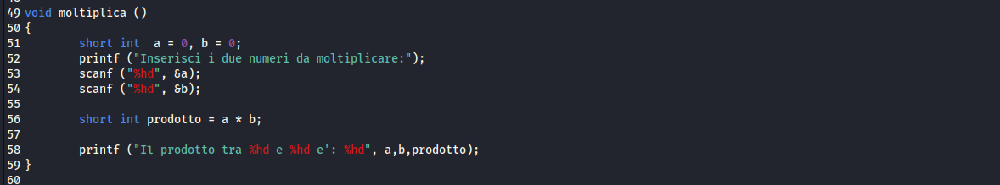 49 void moltiplica ()
50 {
51         short int  a = 0, b = 0;
52         printf ("Inserisci i due numeri da moltiplicare:");
53         scanf ("%hd", &a);
54         scanf ("%hd", &b);
55
56         short int prodotto = a * b;
57
58         printf ("Il prodotto tra %hd e %hd e': %hd", a,b,prodotto);
59 }
60